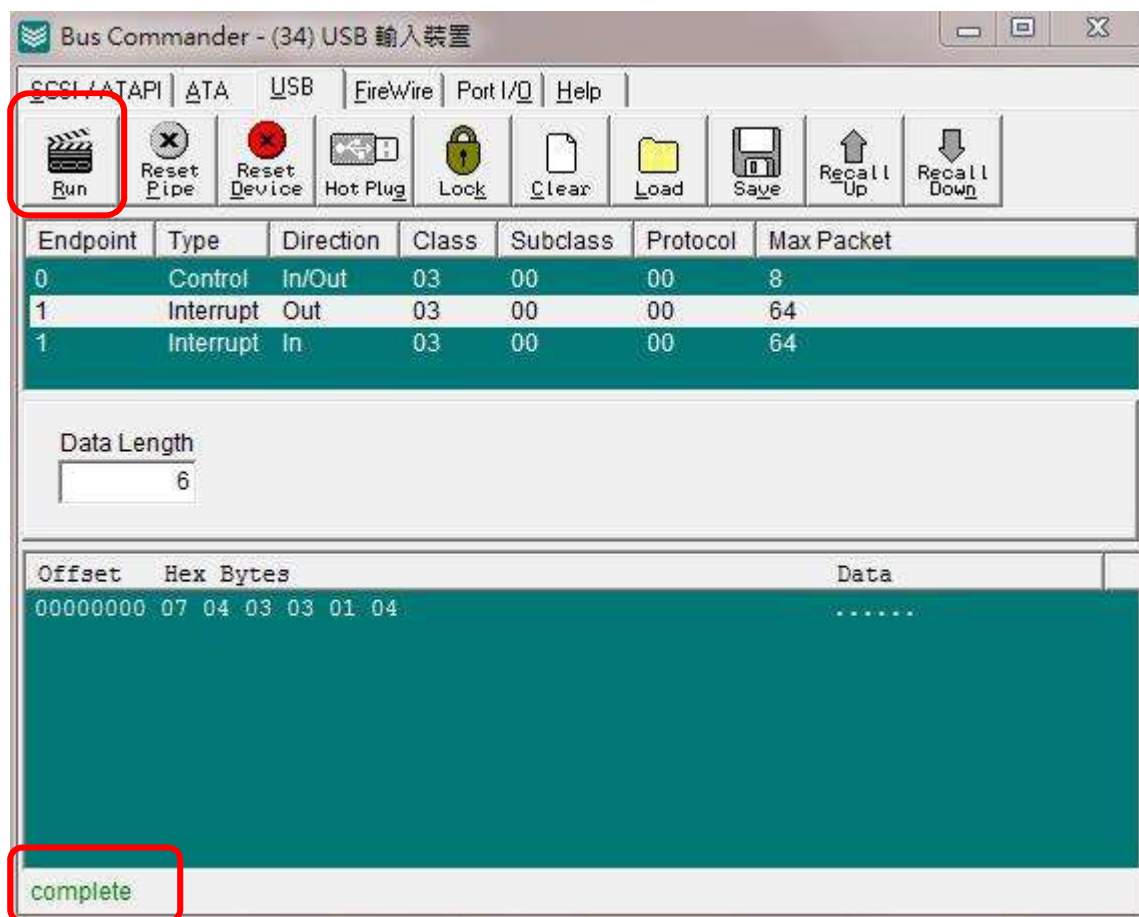 Bus Commander - (34) USB 輸入裝置
SCSI / ATAPI ATA USB FireWire Port I/O Help
Run Reset Pipe Reset Device Hot Plug Lock Clear Load Save Recall Up Recall Down
Endpoint Type Direction Class Subclass Protocol Max Packet
0 Control In/Out 03 00 00 8
1 Interrupt Out 03 00 00 64
1 Interrupt In 03 00 00 64
Data Length
6
Offset Hex Bytes Data
00000000 07 04 03 03 01 04 ......
complete